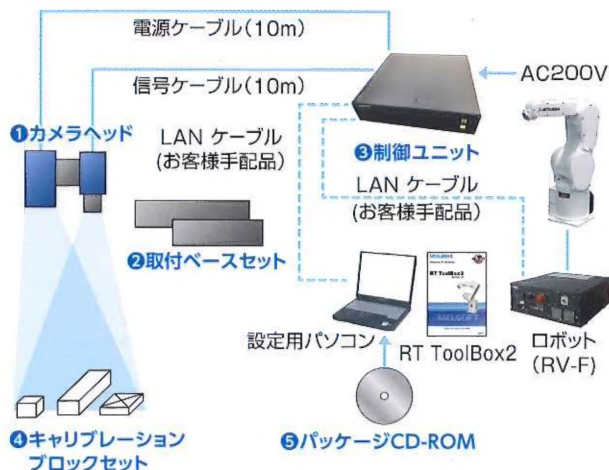 電源ケーブル(10m)
信号ケーブル(10m)
AC200V
❶カメラヘッド
LAN ケーブル
(お客様手配品)
❸制御ユニット
LAN ケーブル
(お客様手配品)
❷取付ベースセット
RT ToolBox2
MELSOFT
設定用パソコン
RT ToolBox2
ロボット
(RV-F)
❹キャリブレーション
ブロックセット
❺パッケージCD-ROM